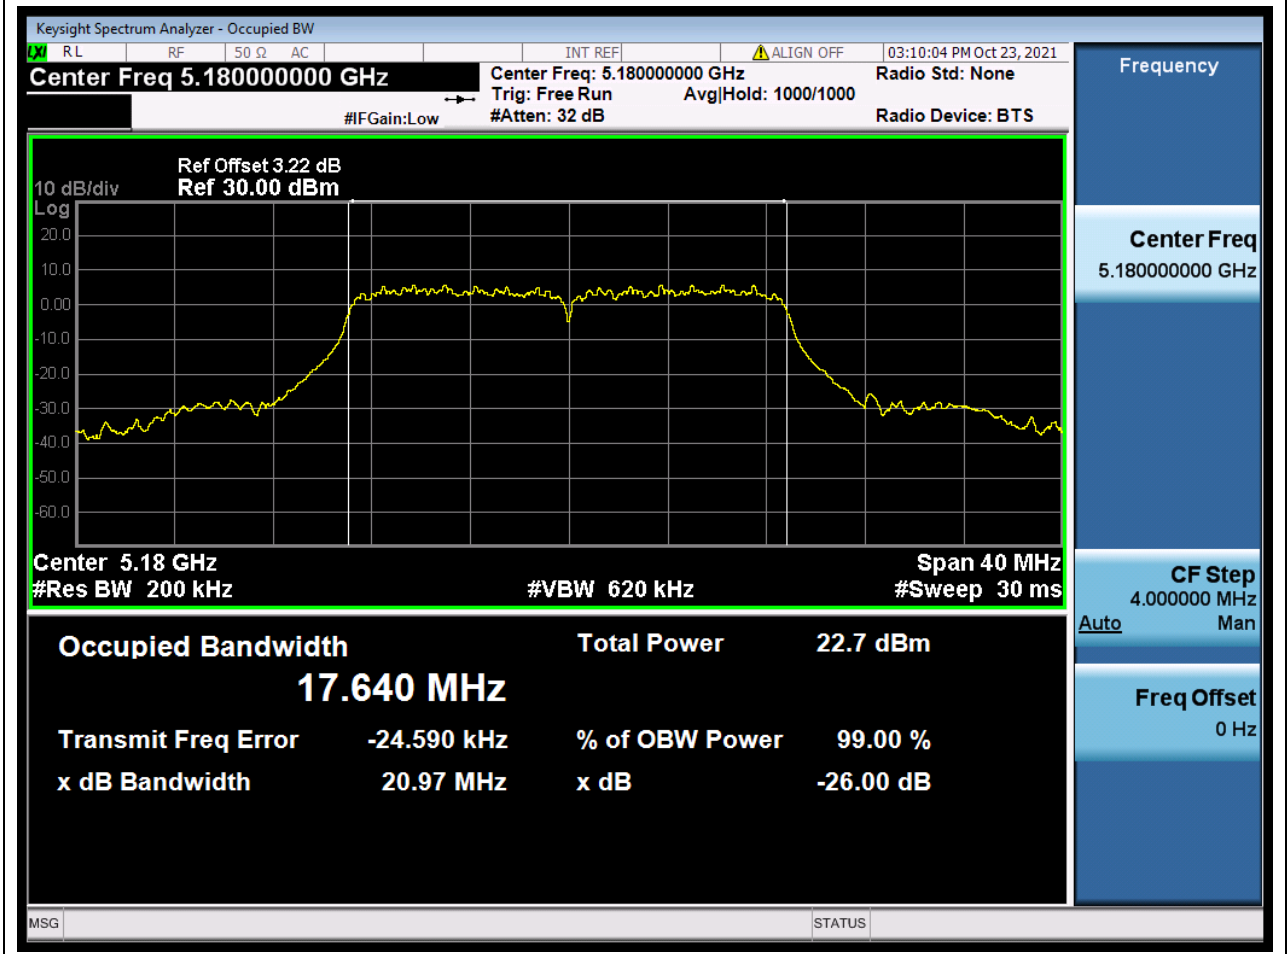 Keysight Spectrum Analyzer - Occupied BW
LXI RL RF 50 Ω AC INT REF ALIGN OFF 03:10:04 PM Oct 23, 2021
Center Freq 5.180000000 GHz
Center Freq: 5.180000000 GHz Radio Std: None
Trig: Free Run Avg|Hold: 1000/1000
#IFGain:Low #Atten: 32 dB Radio Device: BTS
Ref Offset 3.22 dB
10 dB/div Ref 30.00 dBm
Log
20.0
10.0
0.00
-10.0
-20.0
-30.0
-40.0
-50.0
-60.0
Center 5.18 GHz Span 40 MHz
#Res BW 200 kHz #VBW 620 kHz #Sweep 30 ms
Occupied Bandwidth Total Power 22.7 dBm
17.640 MHz
Transmit Freq Error -24.590 kHz % of OBW Power 99.00 %
x dB Bandwidth 20.97 MHz x dB -26.00 dB
MSG STATUS
Frequency
Center Freq
5.180000000 GHz
CF Step
4.000000 MHz
Auto Man
Freq Offset
0 Hz